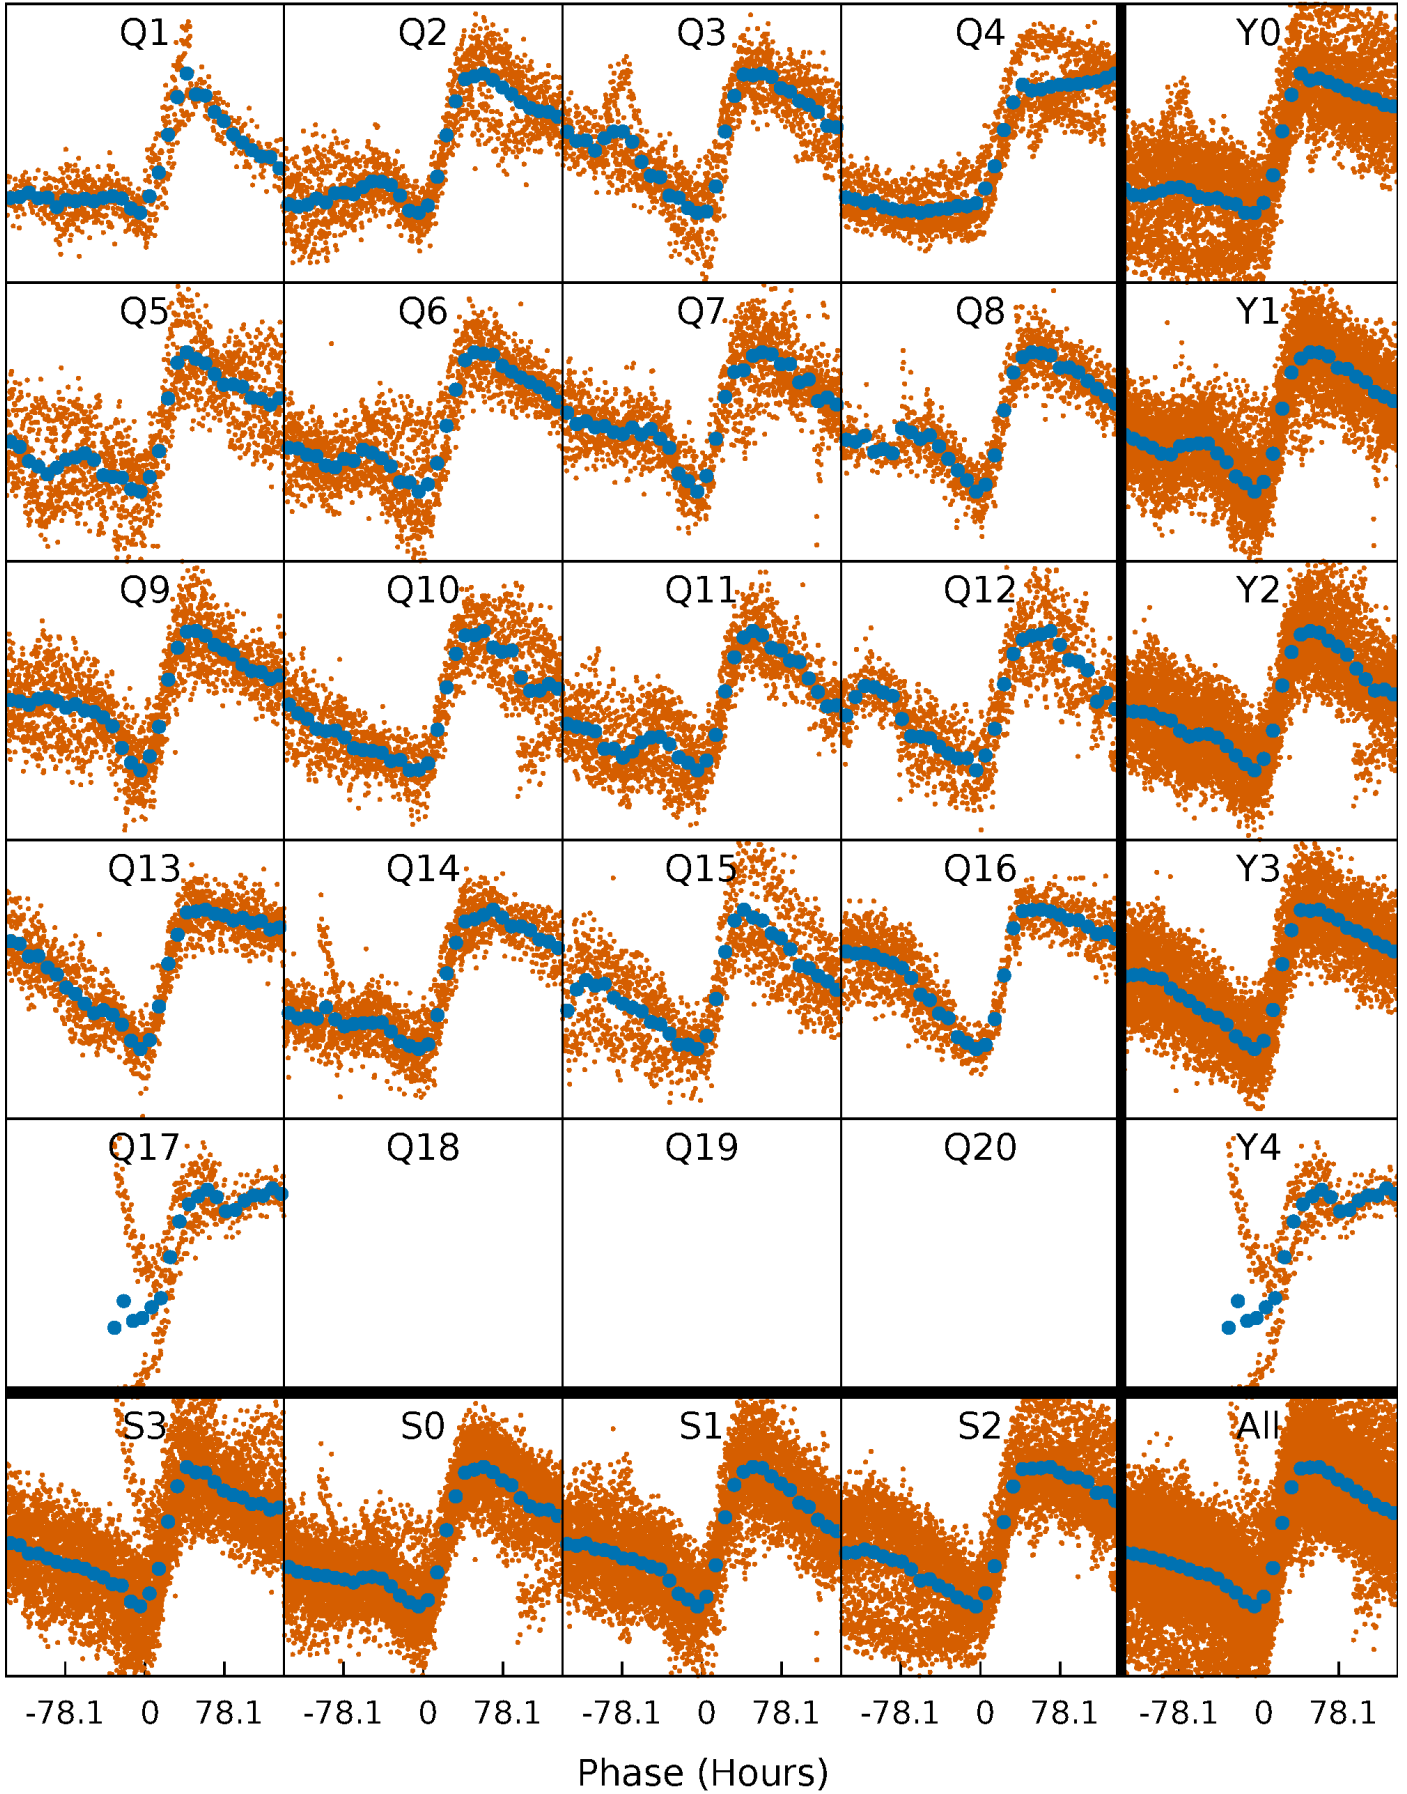 Q1 Q2 Q3 Q4 Y0
Q5 Q6 Q7 Q8 Y1
Q9 Q10 Q11 Q12 Y2
Q13 Q14 Q15 Q16 Y3
Q17 Q18 Q19 Q20 Y4
S3 S0 S1 S2 All
-78.1 0 78.1 -78.1 0 78.1 -78.1 0 78.1 -78.1 0 78.1 -78.1 0 78.1
Phase (Hours)